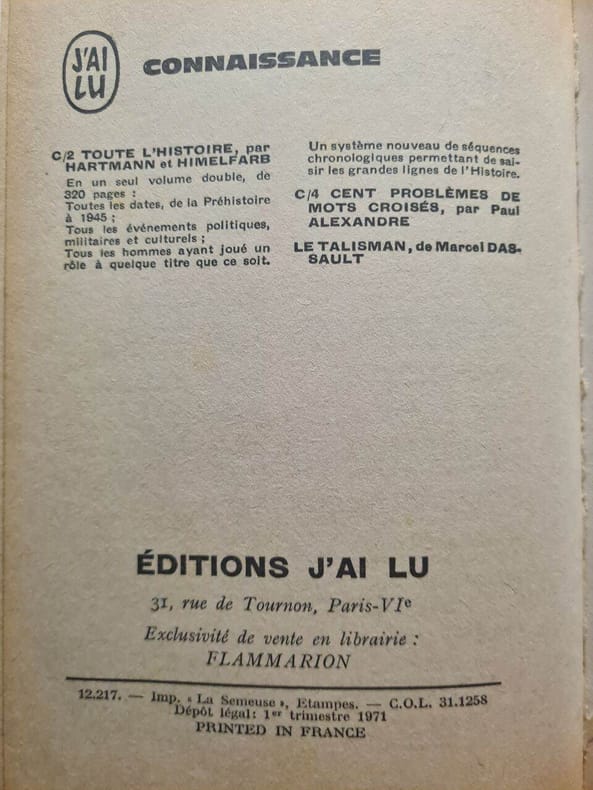 J'AI
LU
CONNAISSANCE
C/2 TOUTE L'HISTOIRE, par
HARTMANN et HIMELFARB
En un seul volume double, de
320 pages :
Toutes les dates, de la Préhistoire
à 1945 ;
Tous les événements politiques,
militaires et culturels ;
Tous les hommes ayant joué un
rôle à quelque titre que ce soit.
Un système nouveau de séquences
chronologiques permettant de sai-
sir les grandes lignes de l'Histoire.
C/4 CENT PROBLÈMES DE
MOTS CROISÉS, par Paul
ALEXANDRE
LE TALISMAN, de Marcel DAS-
SAULT
ÉDITIONS J'AI LU
31, rue de Tournon, Paris-VIe
Exclusivité de vente en librairie :
FLAMMARION
12.217. — Imp. « La Semeuse », Etampes. — C.O.L. 31.1258
Dépôt légal : 1er trimestre 1971
PRINTED IN FRANCE